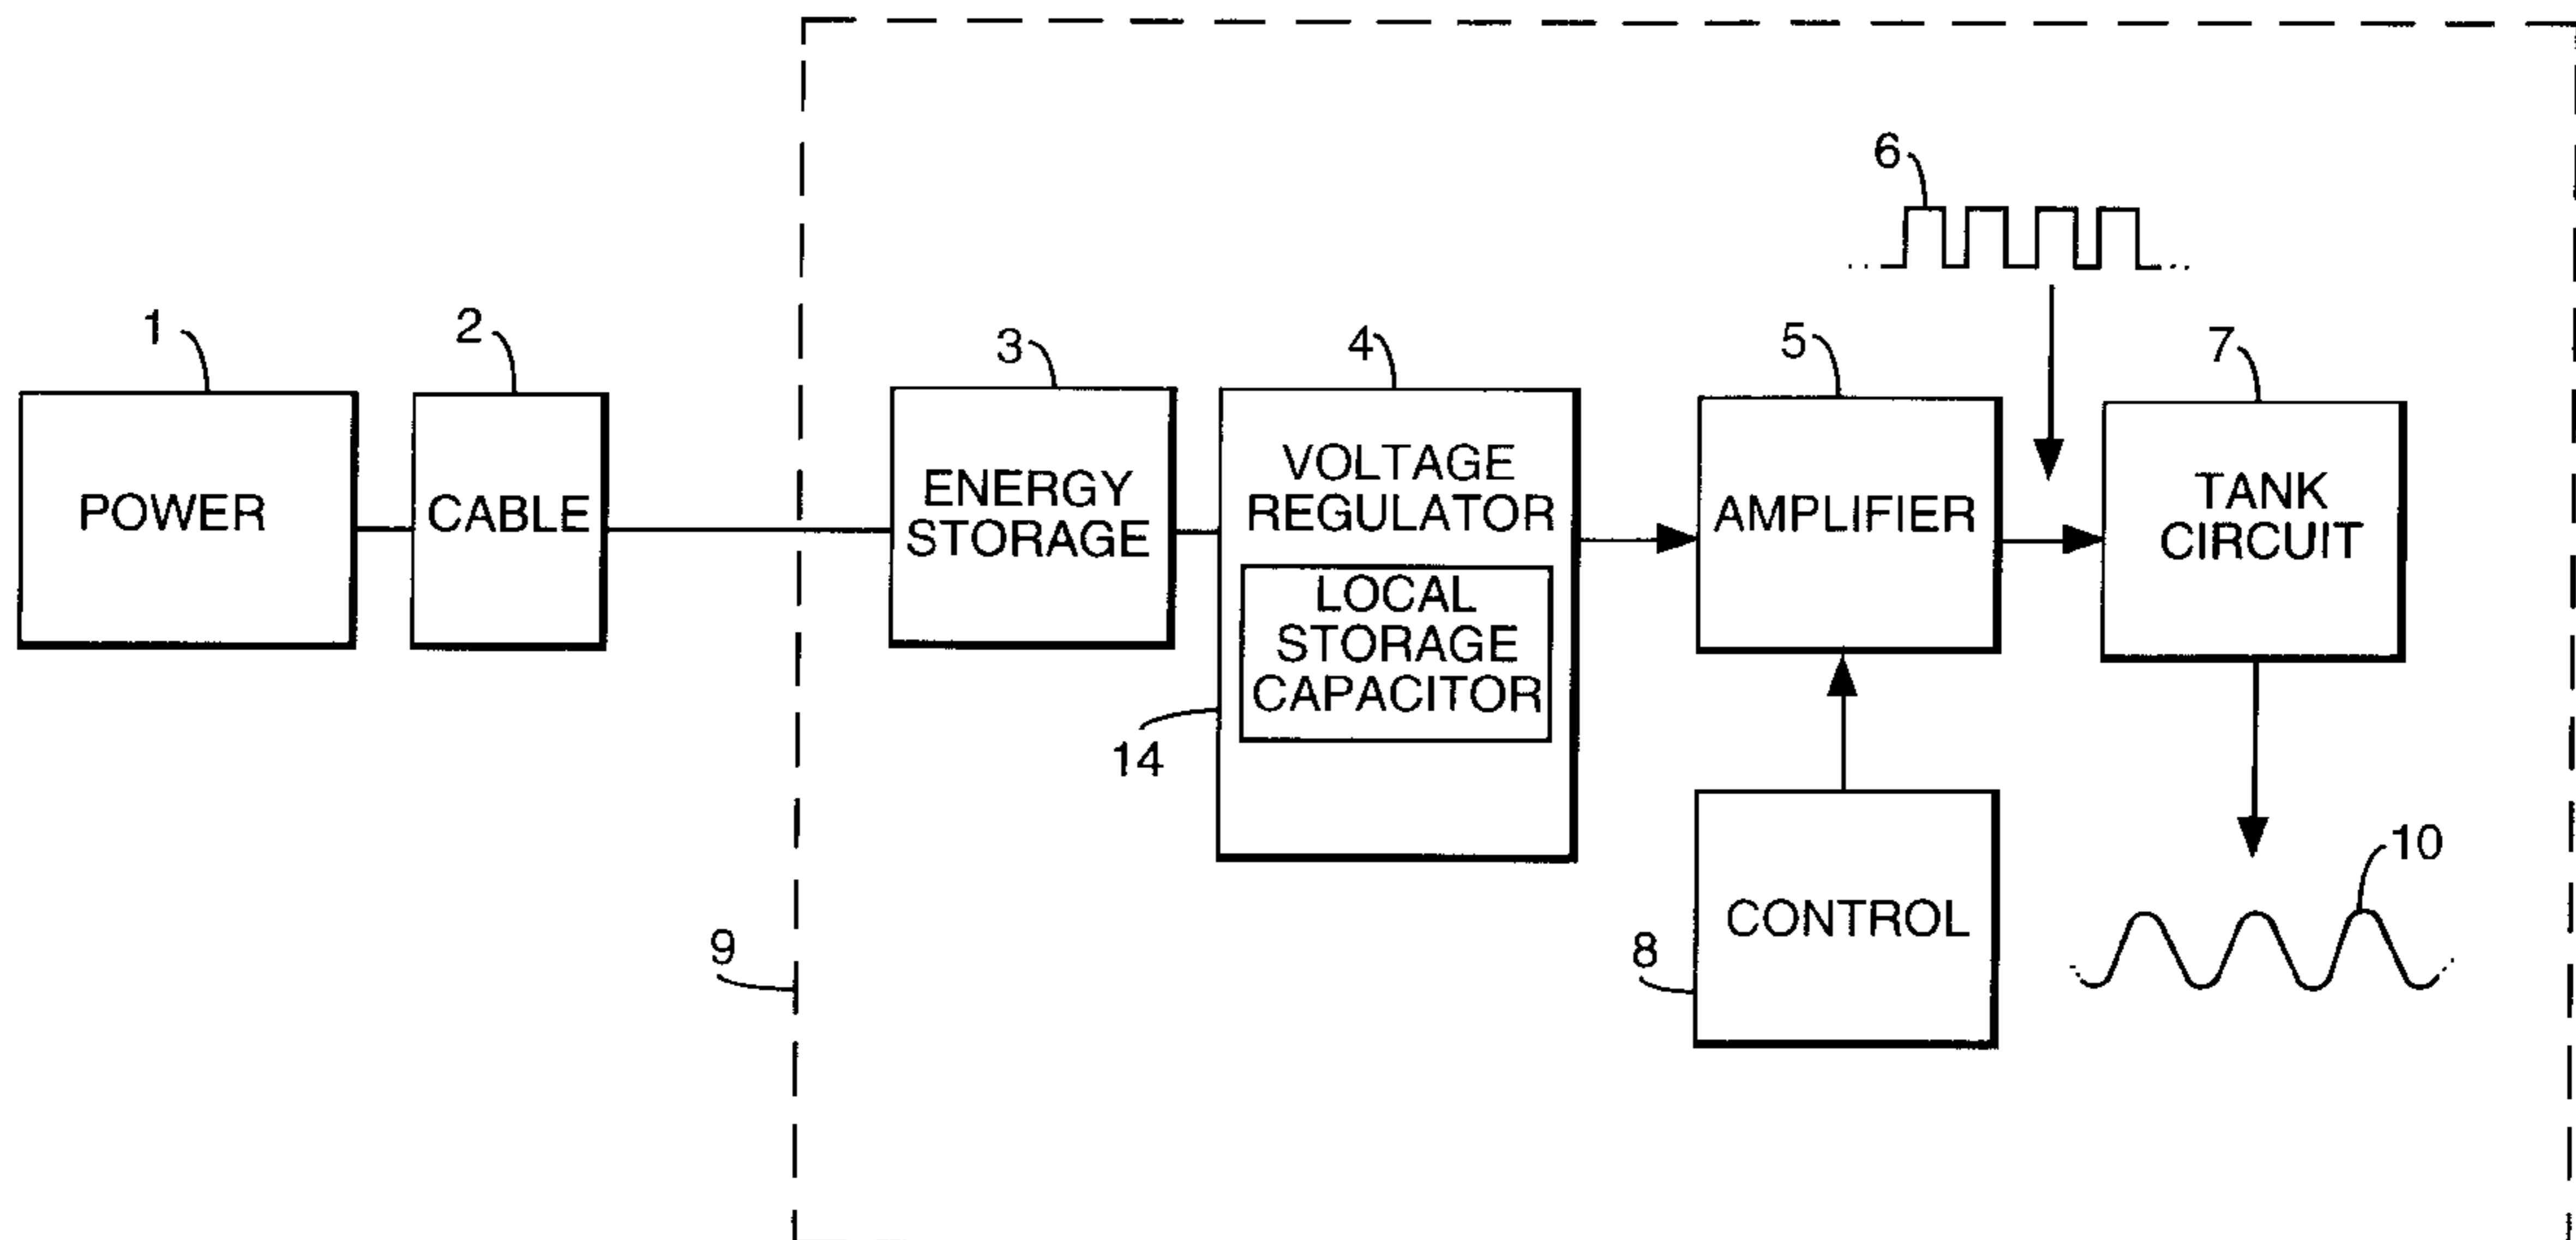 6
1
2
3
4
5
7
POWER
CABLE
ENERGY
STORAGE
VOLTAGE
REGULATOR
LOCAL
STORAGE
CAPACITOR
14
AMPLIFIER
TANK
CIRCUIT
9
8
CONTROL
10